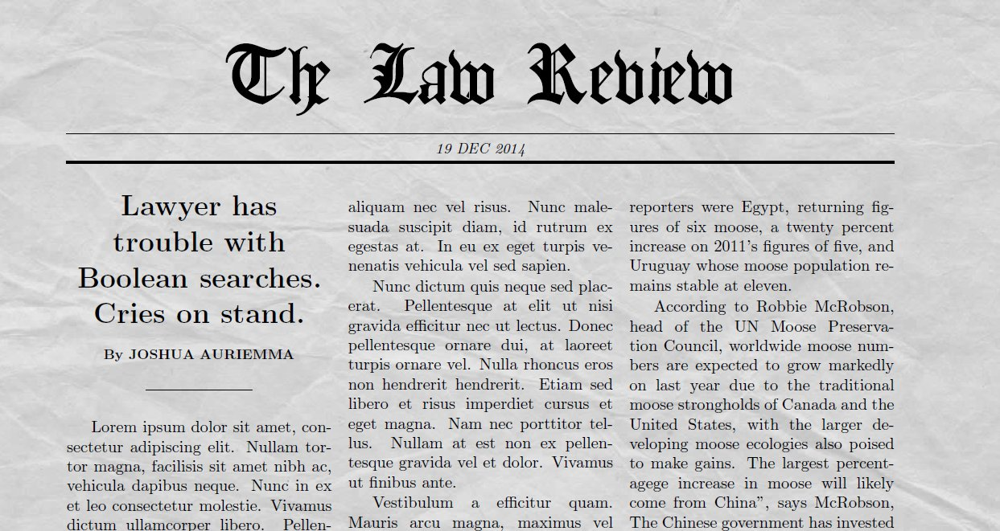 The Law Review
19 DEC 2014
Lawyer has
trouble with
Boolean searches.
Cries on stand.
By JOSHUA AURIEMMA
Lorem ipsum dolor sit amet, con-
sectetur adipiscing elit. Nullam tor-
tor magna, facilisis sit amet nibh ac,
vehicula dapibus neque. Nunc in ex
et leo consectetur molestie. Vivamus
dictum ullamcorper libero. Pellen-
aliquam nec vel risus. Nunc male-
suada suscipit diam, id rutrum ex
egestas at. In eu ex eget turpis ve-
nenatis vehicula vel sed sapien.
Nunc dictum quis neque sed plac-
erat. Pellentesque at elit ut nisi
gravida efficitur nec ut lectus. Donec
pellentesque ornare dui, at laoreet
turpis ornare vel. Nulla rhoncus eros
non hendrerit hendrerit. Etiam sed
libero et risus imperdiet cursus et
eget magna. Nam nec porttitor tel-
lus. Nullam at est non ex pellen-
tesque gravida vel et dolor. Vivamus
ut finibus ante.
Vestibulum a efficitur quam.
Mauris arcu magna, maximus vel
reporters were Egypt, returning fig-
ures of six moose, a twenty percent
increase on 2011's figures of five, and
Uruguay whose moose population re-
mains stable at eleven.
According to Robbie McRobson,
head of the UN Moose Preserva-
tion Council, worldwide moose num-
bers are expected to grow markedly
on last year due to the traditional
moose strongholds of Canada and the
United States, with the larger de-
veloping moose ecologies also poised
to make gains. The largest percent-
agege increase in moose will likely
come from China", says McRobson,
The Chinese government has invested